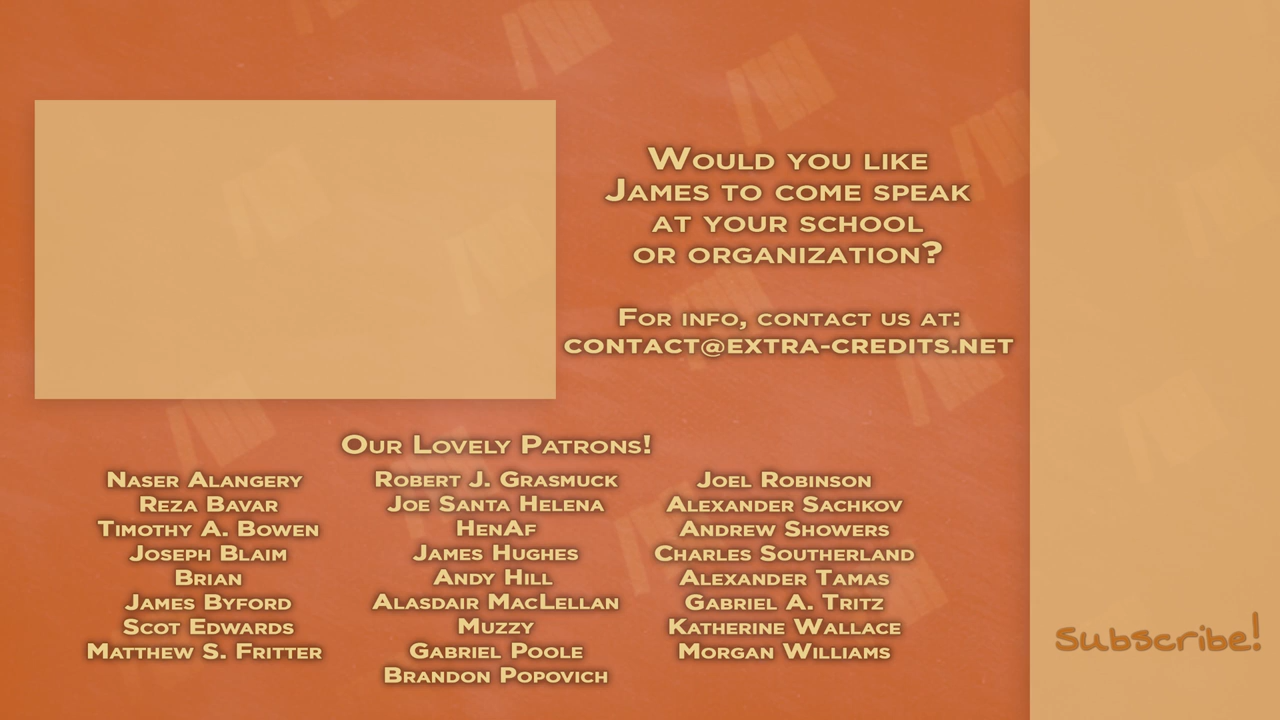 Would you like
James to come speak
at your school
or organization?
For info, contact us at:
contact@extra-credits.net
Our Lovely Patrons!
Naser Alangery
Reza Bavar
Timothy A. Bowen
Joseph Blaim
Brian
James Byford
Scot Edwards
Matthew S. Fritter
Robert J. Grasmuck
Joe Santa Helena
HenAf
James Hughes
Andy Hill
Alasdair MacLellan
Muzzy
Gabriel Poole
Brandon Popovich
Joel Robinson
Alexander Sachkov
Andrew Showers
Charles Southerland
Alexander Tamas
Gabriel A. Tritz
Katherine Wallace
Morgan Williams
Subscribe!